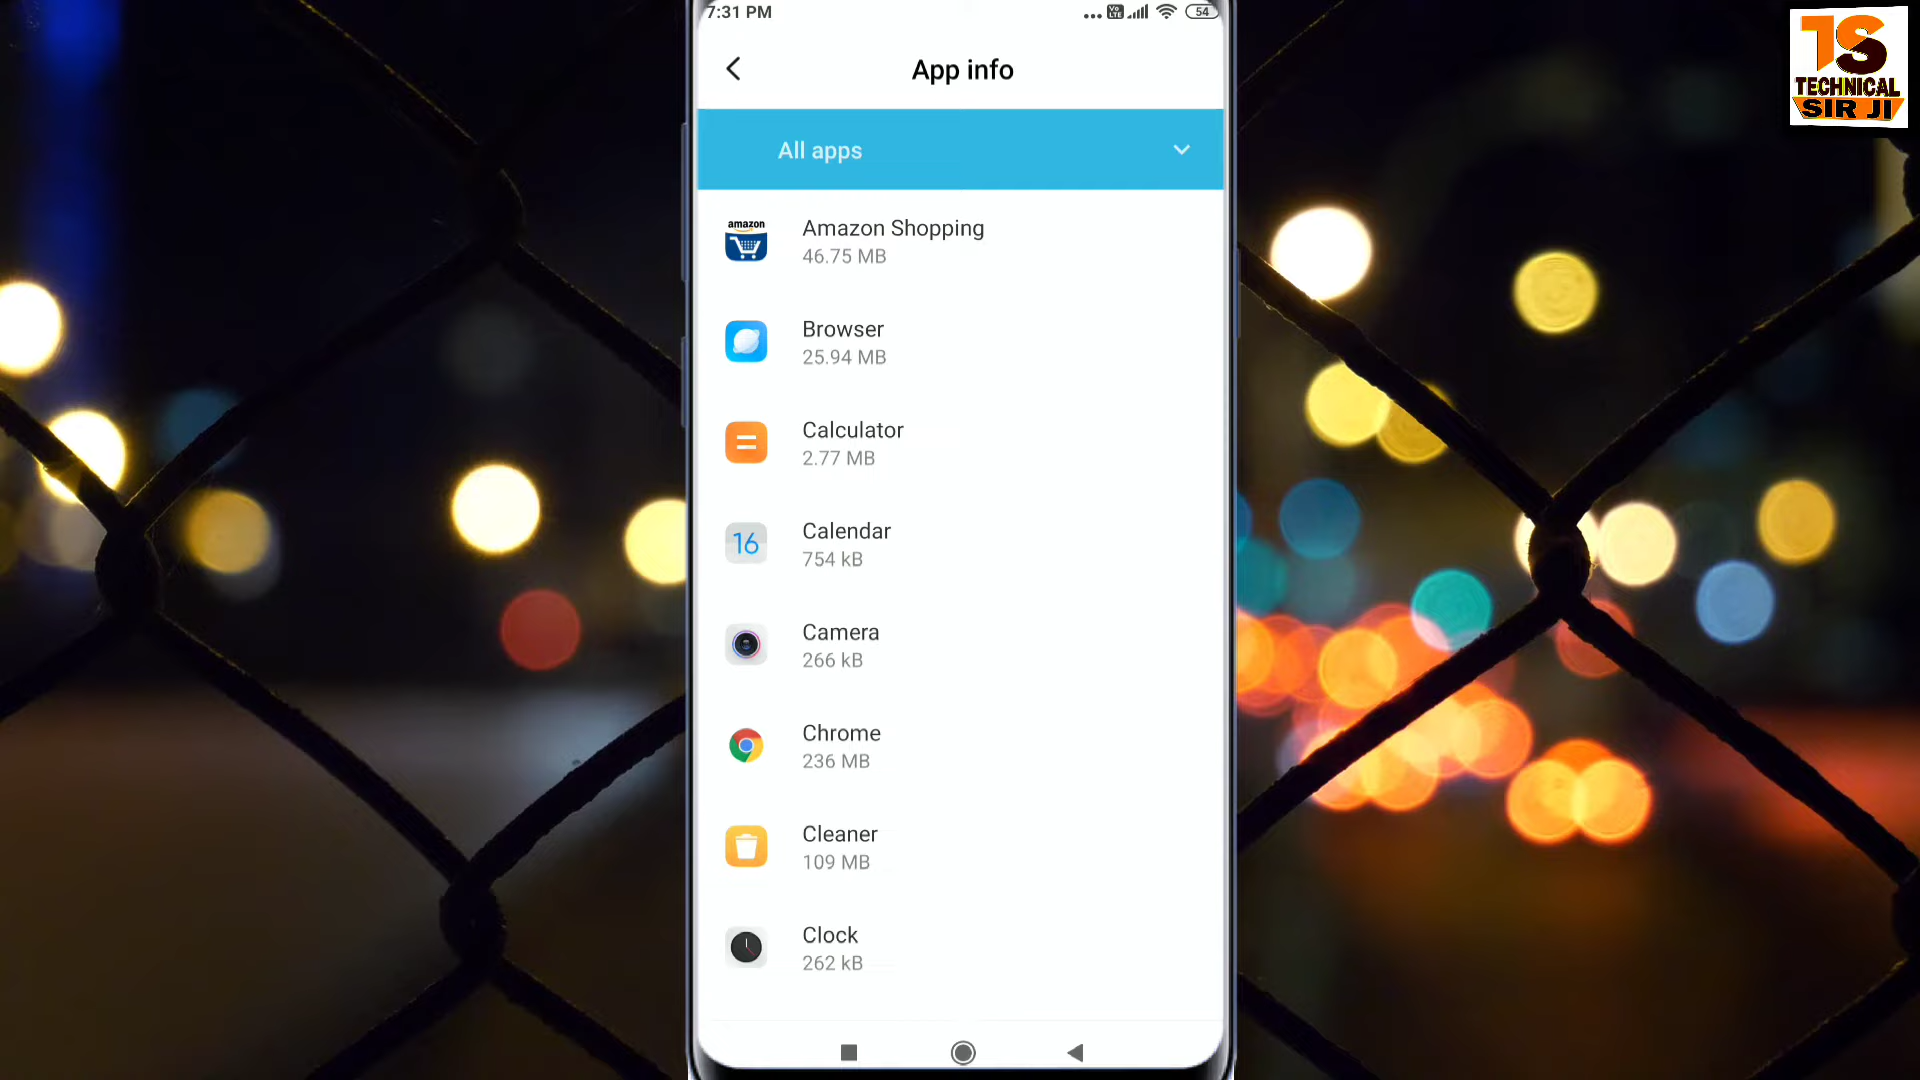 7:31 PM
Vo
LTE
54
App info
All apps
amazon
Amazon Shopping
46.75 MB
Browser
25.94 MB
Calculator
2.77 MB
16
Calendar
754 kB
Camera
266 kB
Chrome
236 MB
Cleaner
109 MB
Clock
262 kB
TS
TECHNICAL
SIR JI